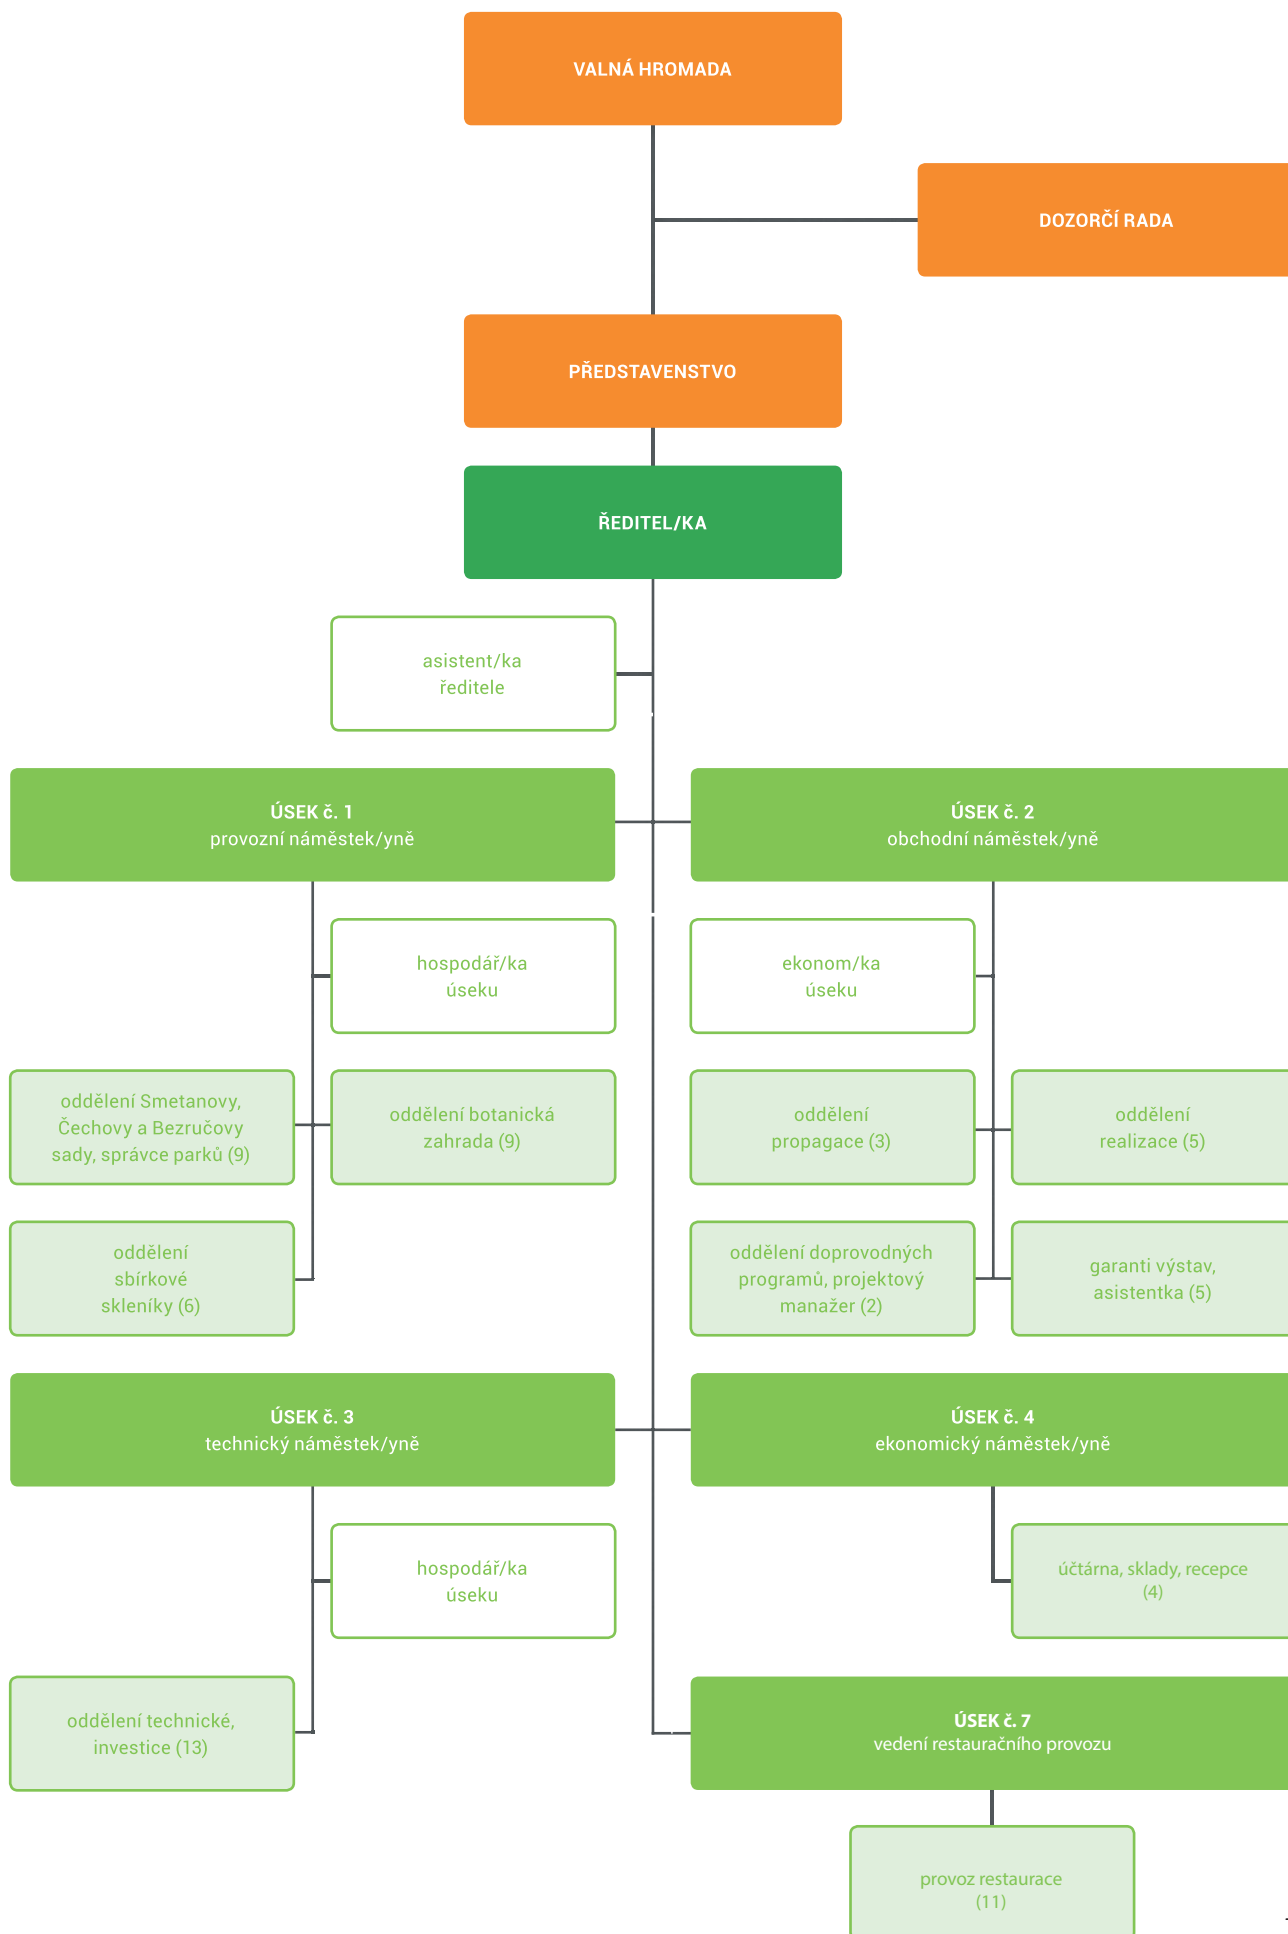 VALNÁ HROMADA
DOZORČÍ RADA
PŘEDSTAVENSTVO
ŘEDITEL/KA
asistent/ka
ředitele
ÚSEK č. 1
provozní náměstek/yně
ÚSEK č. 2
obchodní náměstek/yně
hospodář/ka
úseku
ekonom/ka
úseku
oddělení Smetanovy,
Čechovy a Bezručovy
sady, správce parků (9)
oddělení botanická
zahrada (9)
oddělení
propagace (3)
oddělení
realizace (5)
oddělení
sbírkové
skleníky (6)
oddělení doprovodných
programů, projektový
manažer (2)
garanti výstav,
asistentka (5)
ÚSEK č. 3
technický náměstek/yně
ÚSEK č. 4
ekonomický náměstek/yně
hospodář/ka
úseku
účtárna, sklady, recepce
(4)
oddělení technické,
investice (13)
ÚSEK č. 7
vedení restauračního provozu
provoz restaurace
(11)